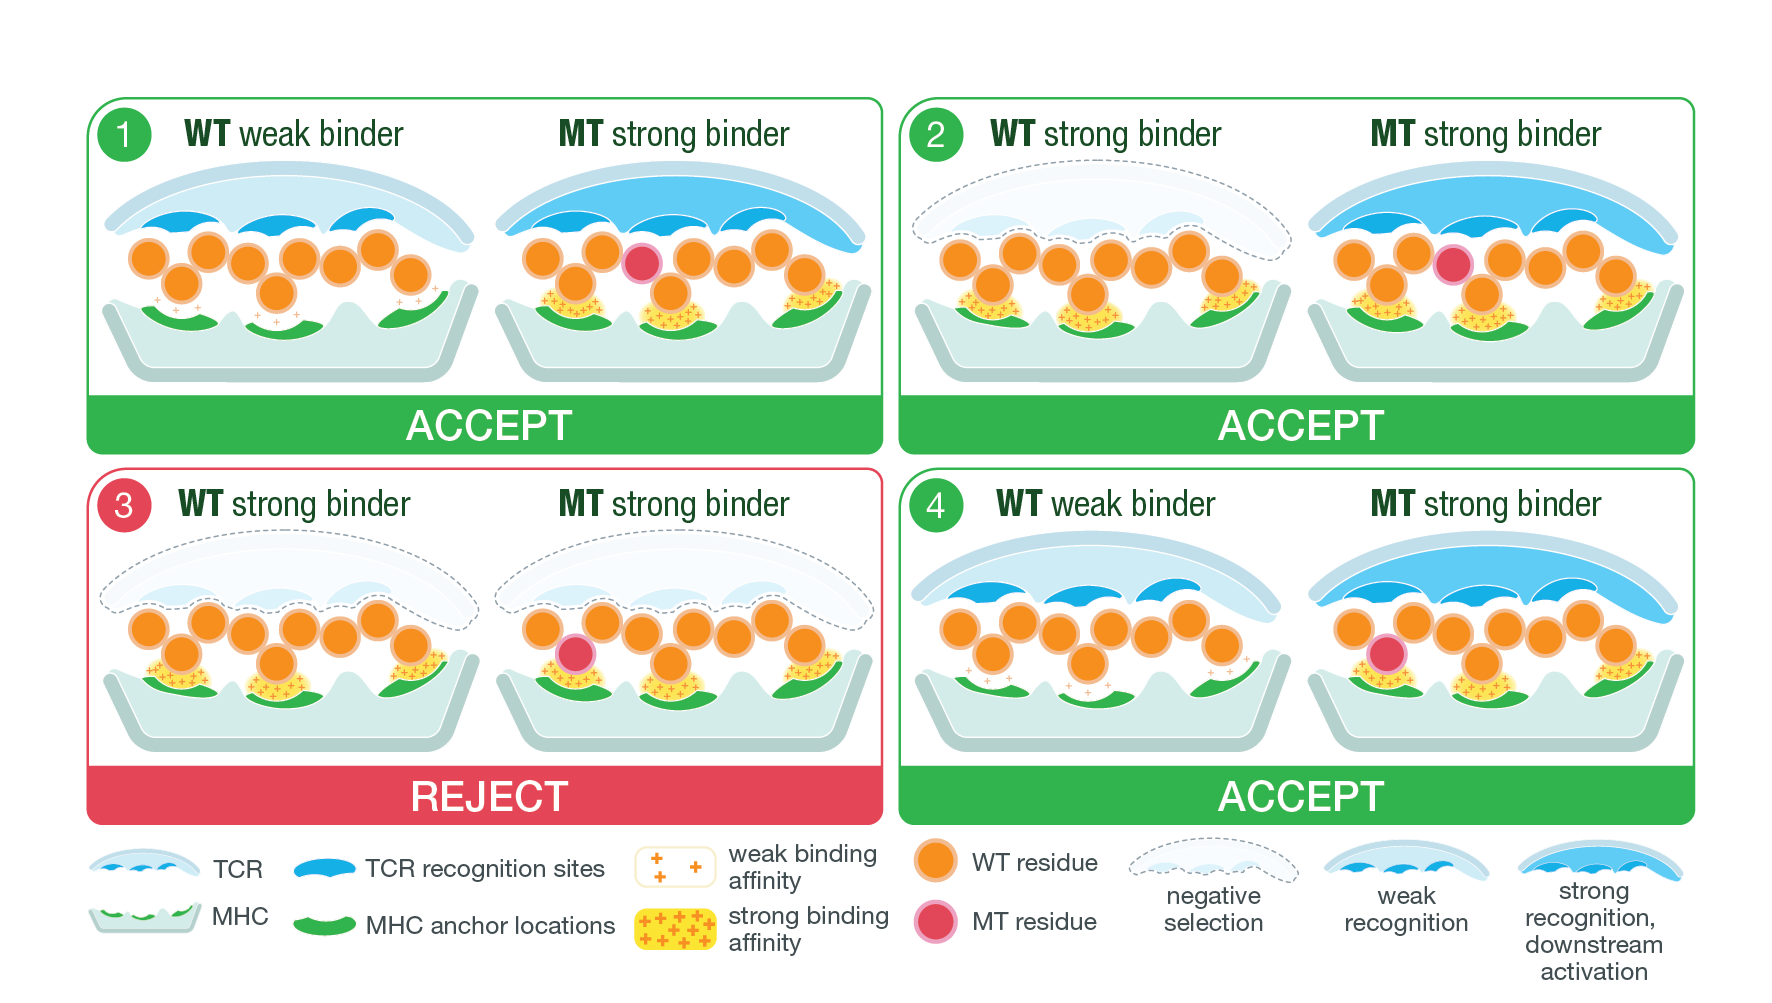 1
WT weak binder
MT strong binder
ACCEPT
2
WT strong binder
MT strong binder
ACCEPT
3
WT strong binder
MT strong binder
REJECT
4
WT weak binder
MT strong binder
ACCEPT
TCR
MHC
TCR recognition sites
MHC anchor locations
weak binding
affinity
strong binding
affinity
WT residue
MT residue
negative
selection
weak
recognition
strong
recognition,
downstream
activation